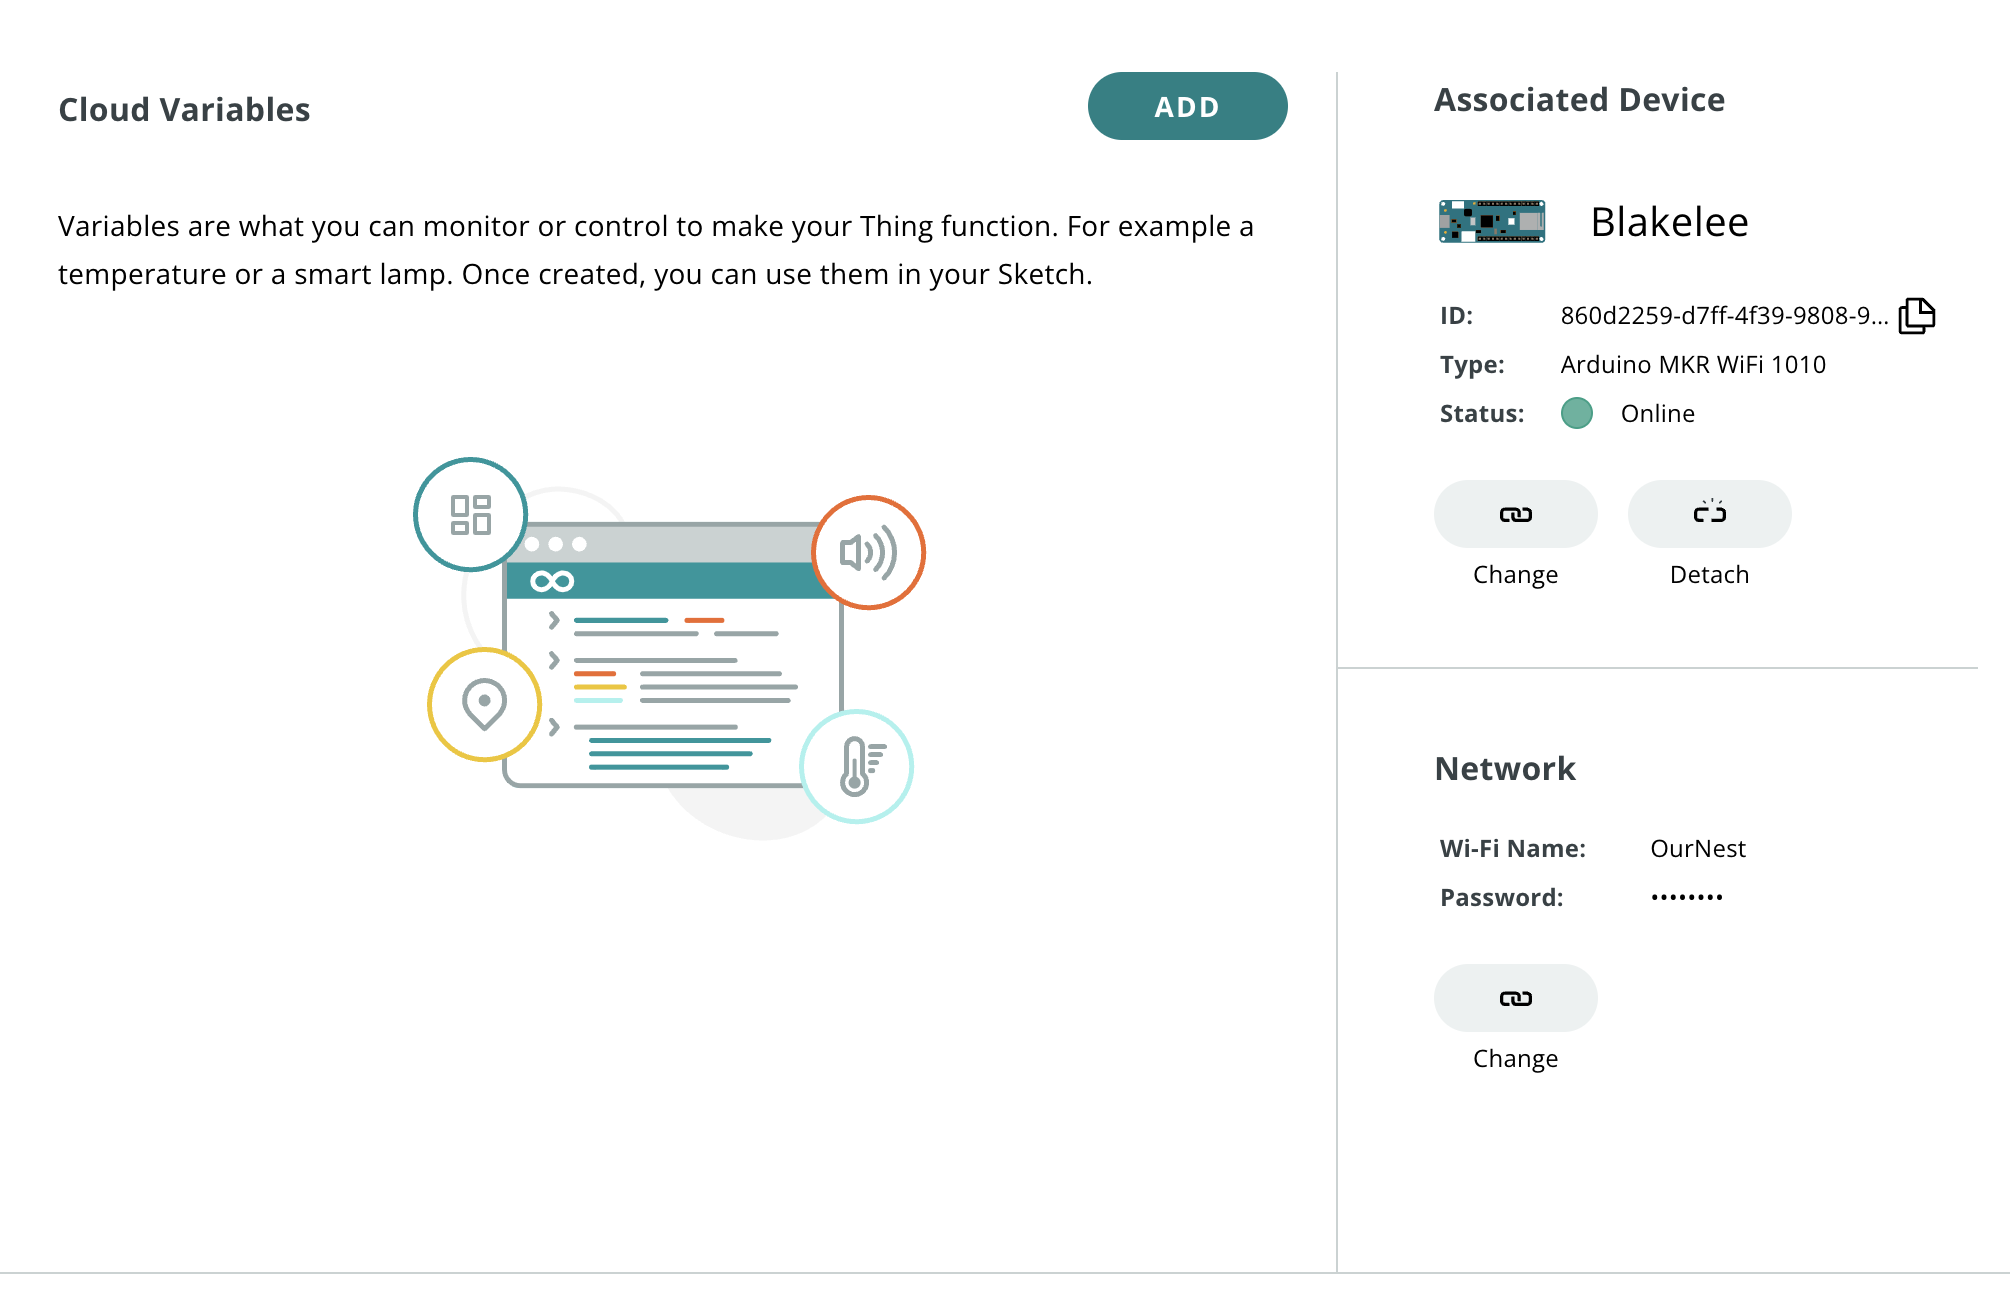 Cloud Variables
ADD
Variables are what you can monitor or control to make your Thing function. For example a
temperature or a smart lamp. Once created, you can use them in your Sketch.
Associated Device
Blakelee
ID: 860d2259-d7ff-4f39-9808-9...
Type: Arduino MKR WiFi 1010
Status: Online
Change Detach
Network
Wi-Fi Name: OurNest
Password: ••••••••
Change